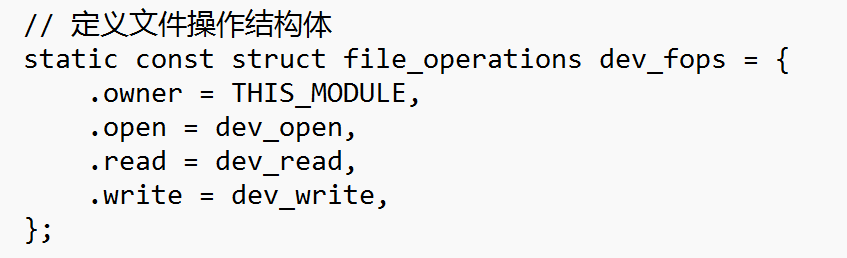 // 定义文件操作结构体
static const struct file_operations dev_fops = {
    .owner = THIS_MODULE,
    .open = dev_open,
    .read = dev_read,
    .write = dev_write,
};